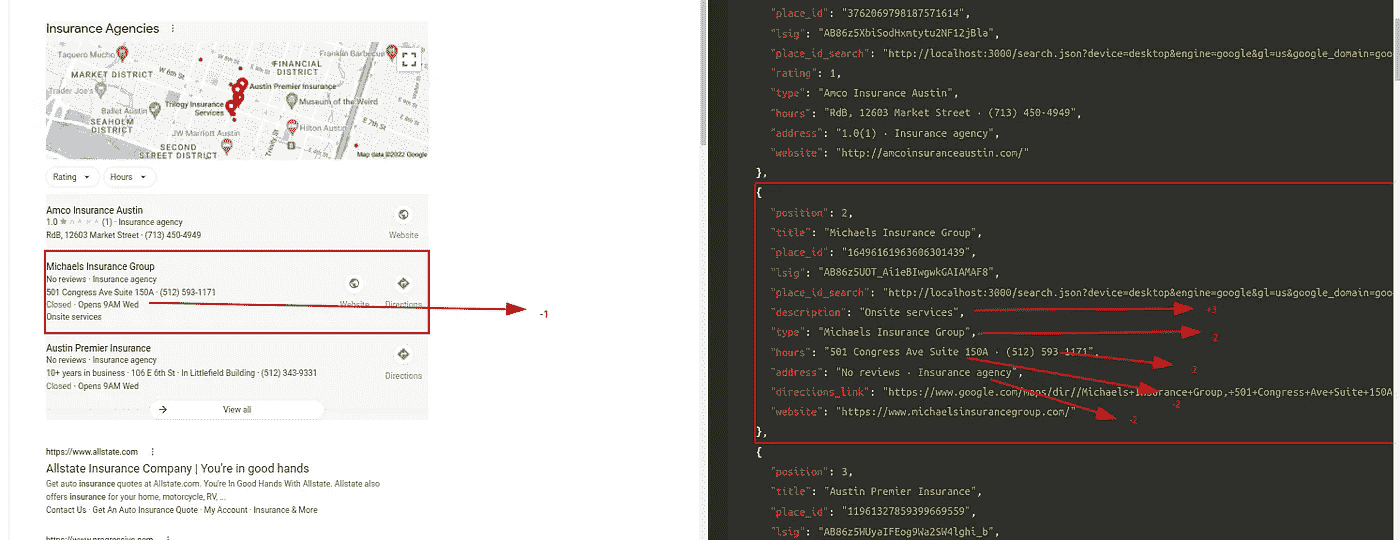 Insurance Agencies
Taquero Mucho
Franklin Barbecue
MARKET DISTRICT
W 6th St
FINANCIAL
DISTRICT
Trader Joe's
Austin Premier Insurance
Ballet Austin
Trilogy Insurance
Services
Museum of the Weird
SEAHOLM
DISTRICT
JW Marriott Austin
Hilton Austin
Trinity St
E 7th St
SECOND
STREET DISTRICT
Map data ©2022 Google
Rating
Hours
Amco Insurance Austin
1.0 (1) · Insurance agency
RdB, 12603 Market Street · (713) 450-4949
Website
Michaels Insurance Group
No reviews · Insurance agency
501 Congress Ave Suite 150A · (512) 593-1171
Closed · Opens 9AM Wed
Website
Directions
Onsite services
-1
Austin Premier Insurance
No reviews · Insurance agency
10+ years in business · 106 E 6th St · In Littlefield Building · (512) 343-9331
Closed · Opens 9AM Wed
Directions
View all
https://www.allstate.com
Allstate Insurance Company | You're in good hands
Get auto insurance quotes at Allstate.com. You're In Good Hands With Allstate. Allstate also
offers insurance for your home, motorcycle, RV, ...
Contact Us · Get An Auto Insurance Quote · My Account · Insurance & More
https://www.progressive.com
"place_id": "3762069798187571614",
"lsig": "AB86z5XbiSodHxntytu2NF12jBla",
"place_id_search": "http://localhost:3000/search.json?device=desktop&engine=google&gl=us&google_domain=goo
"rating": 1,
"type": "Amco Insurance Austin",
"hours": "RdB, 12603 Market Street · (713) 450-4949",
"address": "1.0(1) · Insurance agency",
"website": "http://amcoinsuranceaustin.com/"
},
{
"position": 2,
"title": "Michaels Insurance Group",
"place_id": "16496161963606301439",
"lsig": "AB86z5UOT_Ai1eBIwgwkGAIAMAF8",
"place_id_search": "http://localhost:3000/search.json?device=desktop&engine=google&gl=us&google_domain=goo
"description": "Onsite services",
+3
"type": "Michaels Insurance Group",
-2
"hours": "501 Congress Ave Suite 150A · (512) 593-1171",
"address": "No reviews · Insurance agency",
"directions_link": "https://www.google.com/maps/dir//Michaels+Insurance+Group,+501+Congress+Ave+Suite+150A
-2
"website": "https://www.michaelsinsurancegroup.com/"
-2
},
{
"position": 3,
"title": "Austin Premier Insurance",
"place_id": "11961327859399669559",
"lsig": "AB86z5WUyaIFEog9Wa2SW4lghi_b",